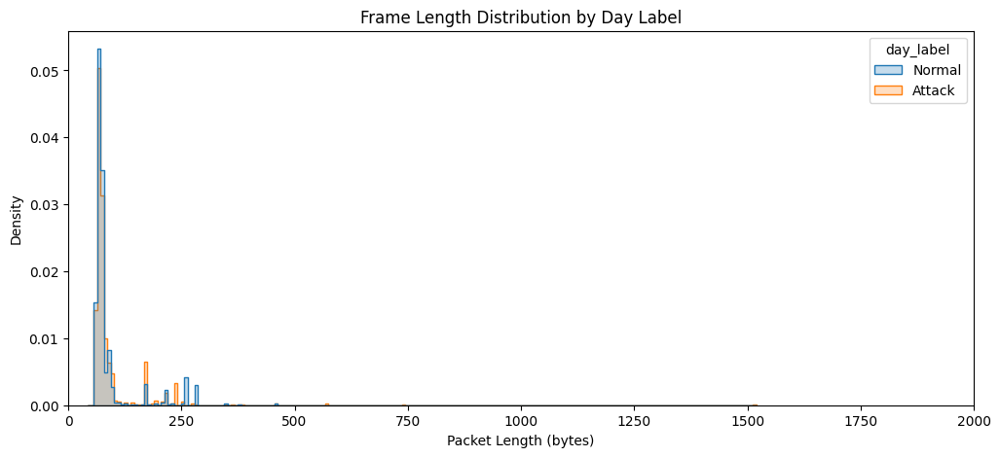 Frame Length Distribution by Day Label
day_label
Normal
Attack
0.05
0.04
0.03
0.02
0.01
0.00
Density
0 250 500 750 1000 1250 1500 1750 2000
Packet Length (bytes)